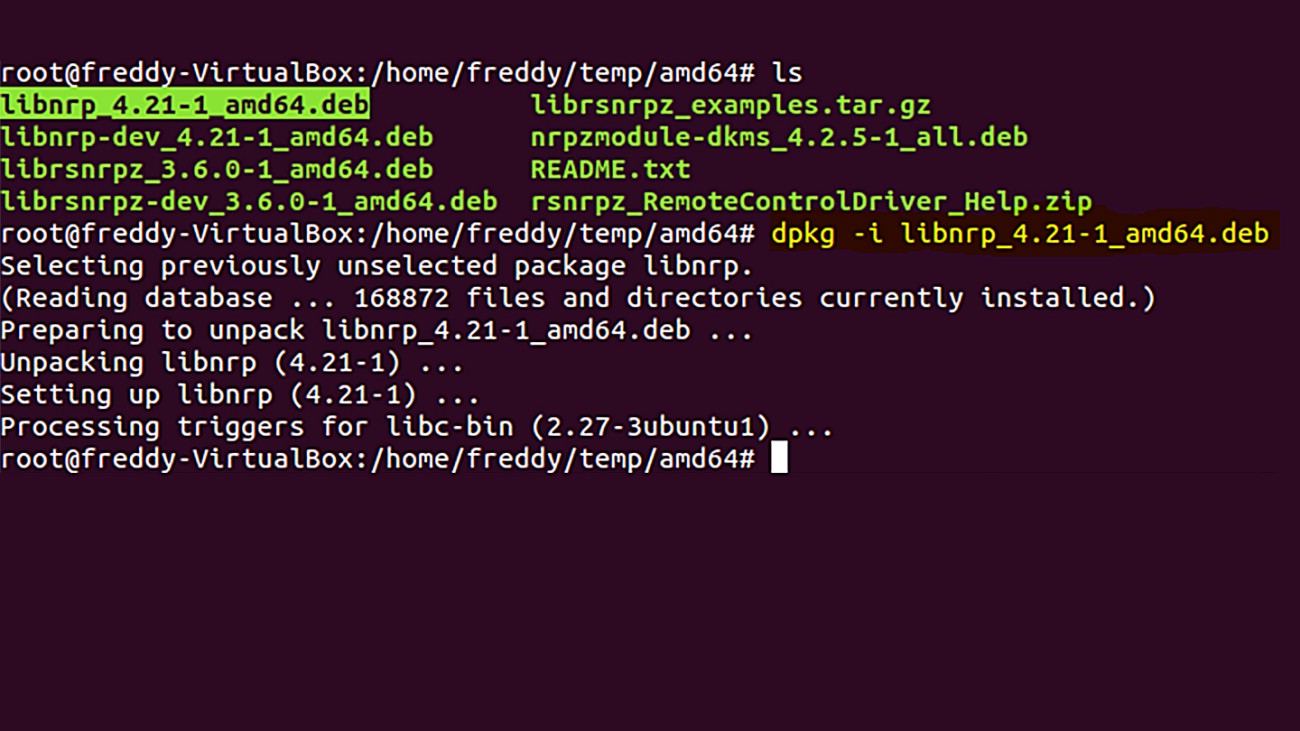 root@freddy-VirtualBox:/home/freddy/temp/amd64# ls
libnrp_4.21-1_amd64.deb librsnrpz_examples.tar.gz
libnrp-dev_4.21-1_amd64.deb nrpzmodule-dkms_4.2.5-1_all.deb
librsnrpz_3.6.0-1_amd64.deb README.txt
librsnrpz-dev_3.6.0-1_amd64.deb rsnrpz_RemoteControlDriver_Help.zip
root@freddy-VirtualBox:/home/freddy/temp/amd64# dpkg -i libnrp_4.21-1_amd64.deb
Selecting previously unselected package libnrp.
(Reading database ... 168872 files and directories currently installed.)
Preparing to unpack libnrp_4.21-1_amd64.deb ...
Unpacking libnrp (4.21-1) ...
Setting up libnrp (4.21-1) ...
Processing triggers for libc-bin (2.27-3ubuntu1) ...
root@freddy-VirtualBox:/home/freddy/temp/amd64#